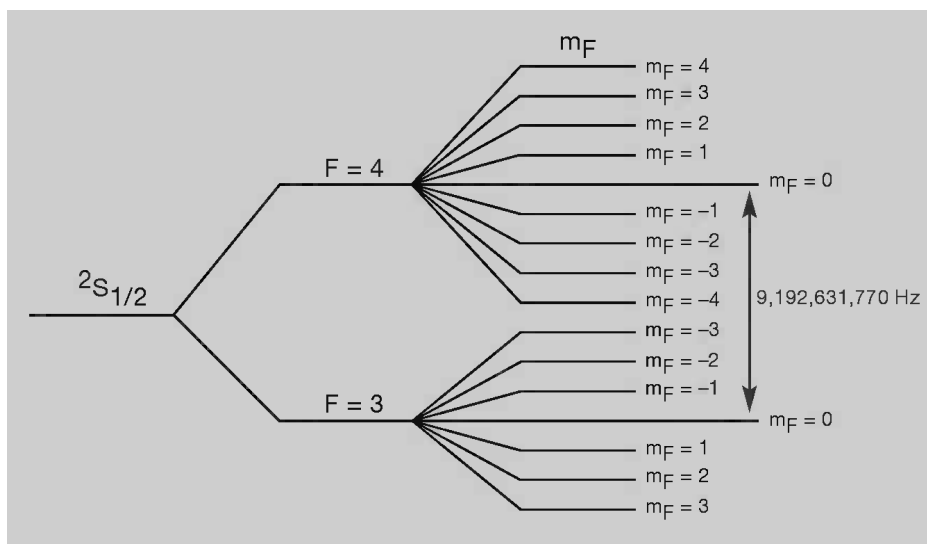 mF
mF = 4
mF = 3
mF = 2
mF = 1
F = 4
mF = 0
mF = –1
mF = –2
mF = –3
mF = –4
2S1/2
9,192,631,770 Hz
mF = –3
mF = –2
mF = –1
F = 3
mF = 0
mF = 1
mF = 2
mF = 3